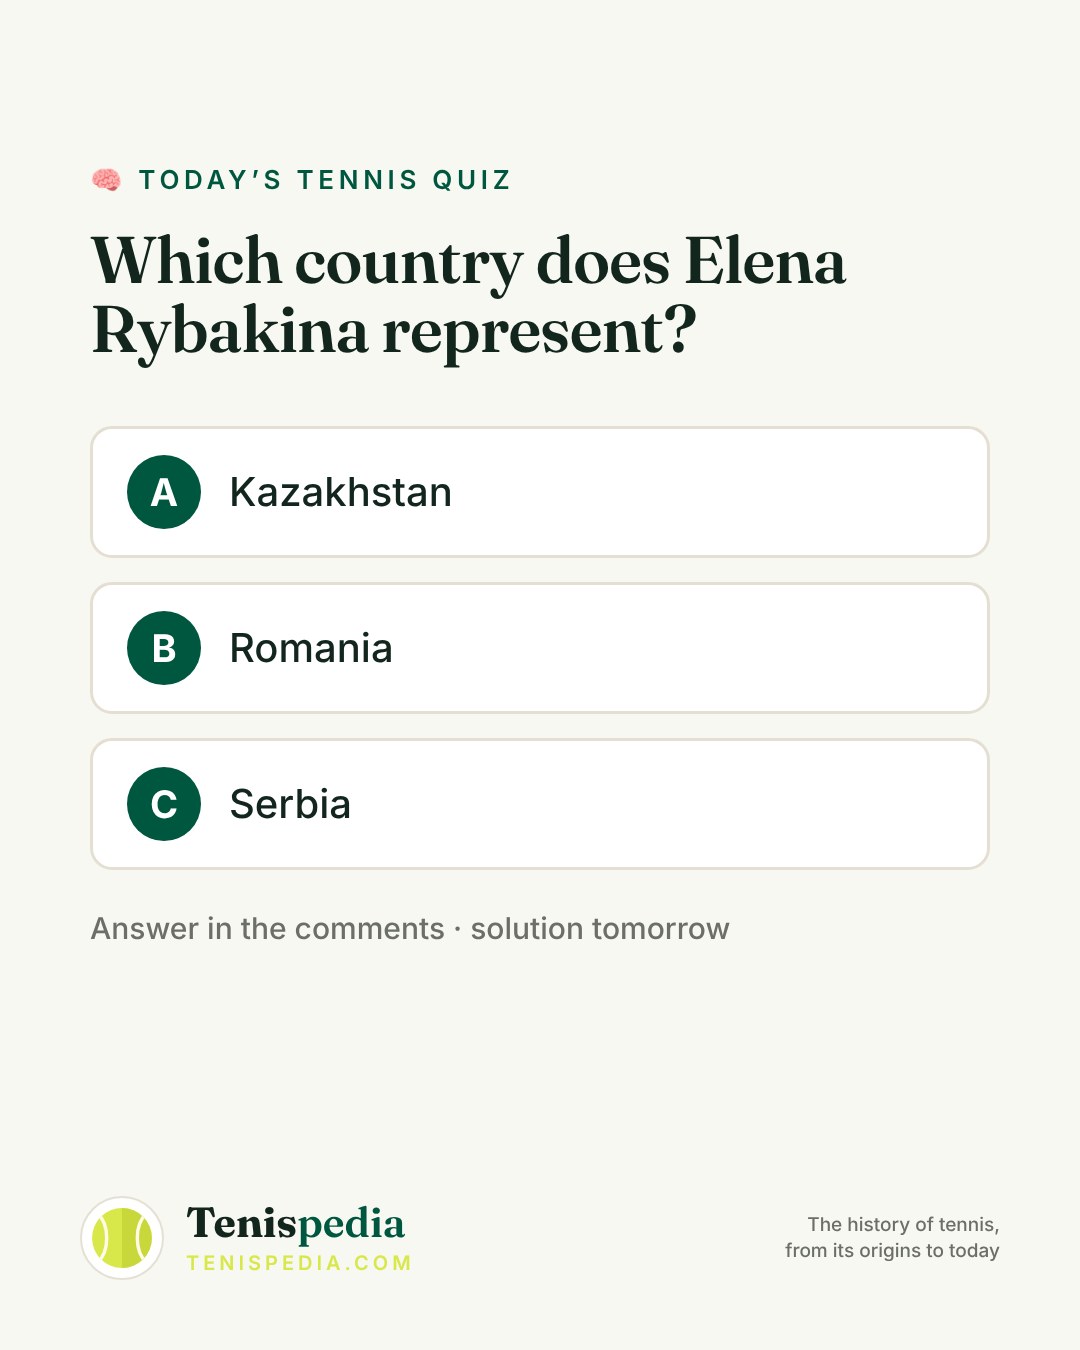 🧠 TODAY’S TENNIS QUIZ
Which country does Elena
Rybakina represent?
A Kazakhstan
B Romania
C Serbia
Answer in the comments · solution tomorrow
Tenispedia
TENISPEDIA.COM
The history of tennis,
from its origins to today